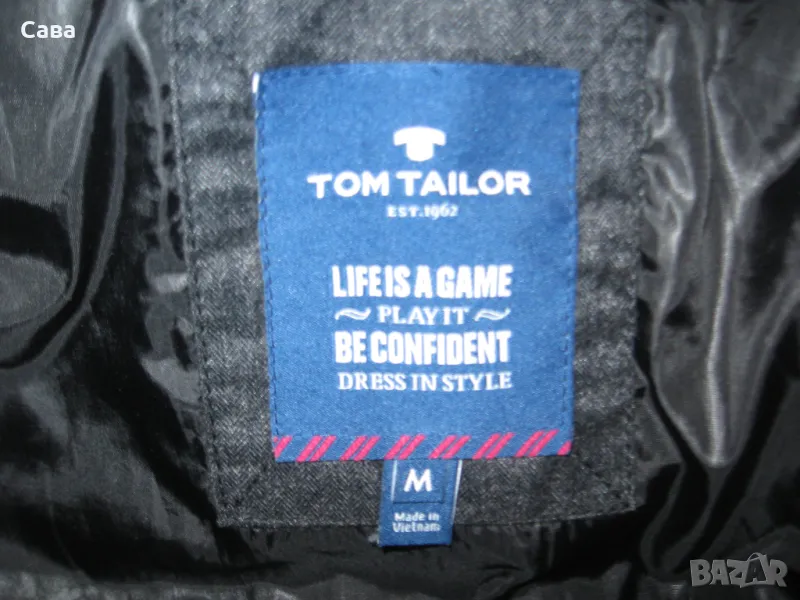 Сава
TOM TAILOR
EST.1962
LIFE IS A GAME
~ PLAY IT ~
BE CONFIDENT
DRESS IN STYLE
M
Made in
Vietnam
BAZAR.bg